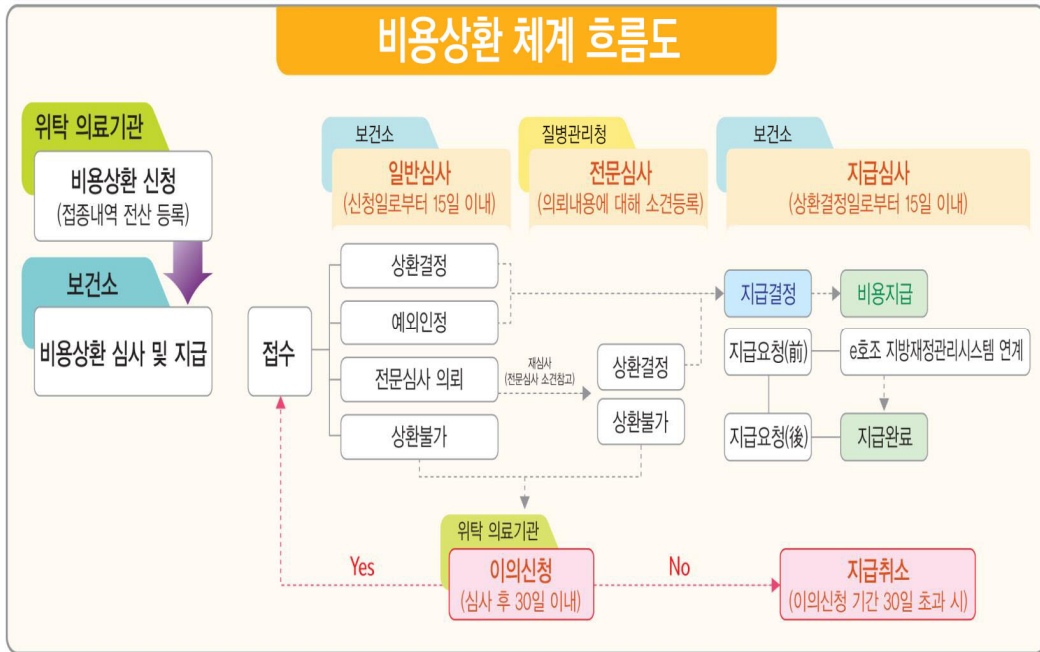 비용상환 체계 흐름도
위탁 의료기관
비용상환 신청
(접종내역 전산 등록)
보건소
비용상환 심사 및 지급
보건소
일반심사
(신청일로부터 15일 이내)
질병관리청
전문심사
(의뢰내용에 대해 소견등록)
보건소
지급심사
(상환결정일로부터 15일 이내)
접수
상환결정
예외인정
전문심사 의뢰
상환불가
재심사
(전문심사 소견참고)
상환결정
상환불가
지급결정
비용지급
지급요청(前)
e호조 지방재정관리시스템 연계
지급요청(後)
지급완료
위탁 의료기관
Yes
이의신청
(심사 후 30일 이내)
No
지급취소
(이의신청 기간 30일 초과 시)